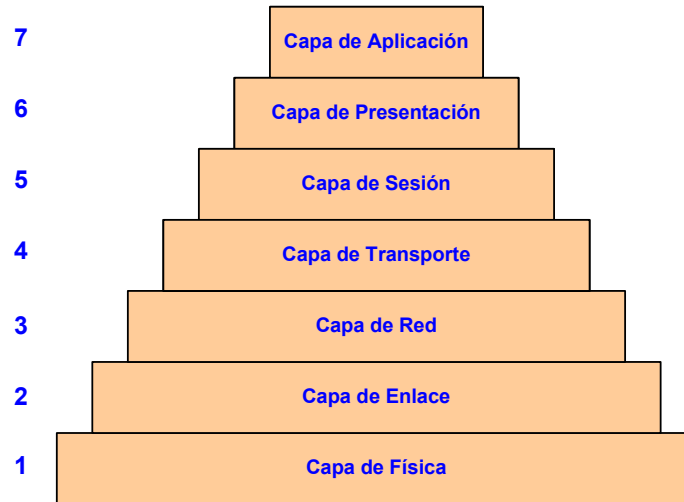 7 Capa de Aplicación
6 Capa de Presentación
5 Capa de Sesión
4 Capa de Transporte
3 Capa de Red
2 Capa de Enlace
1 Capa de Física